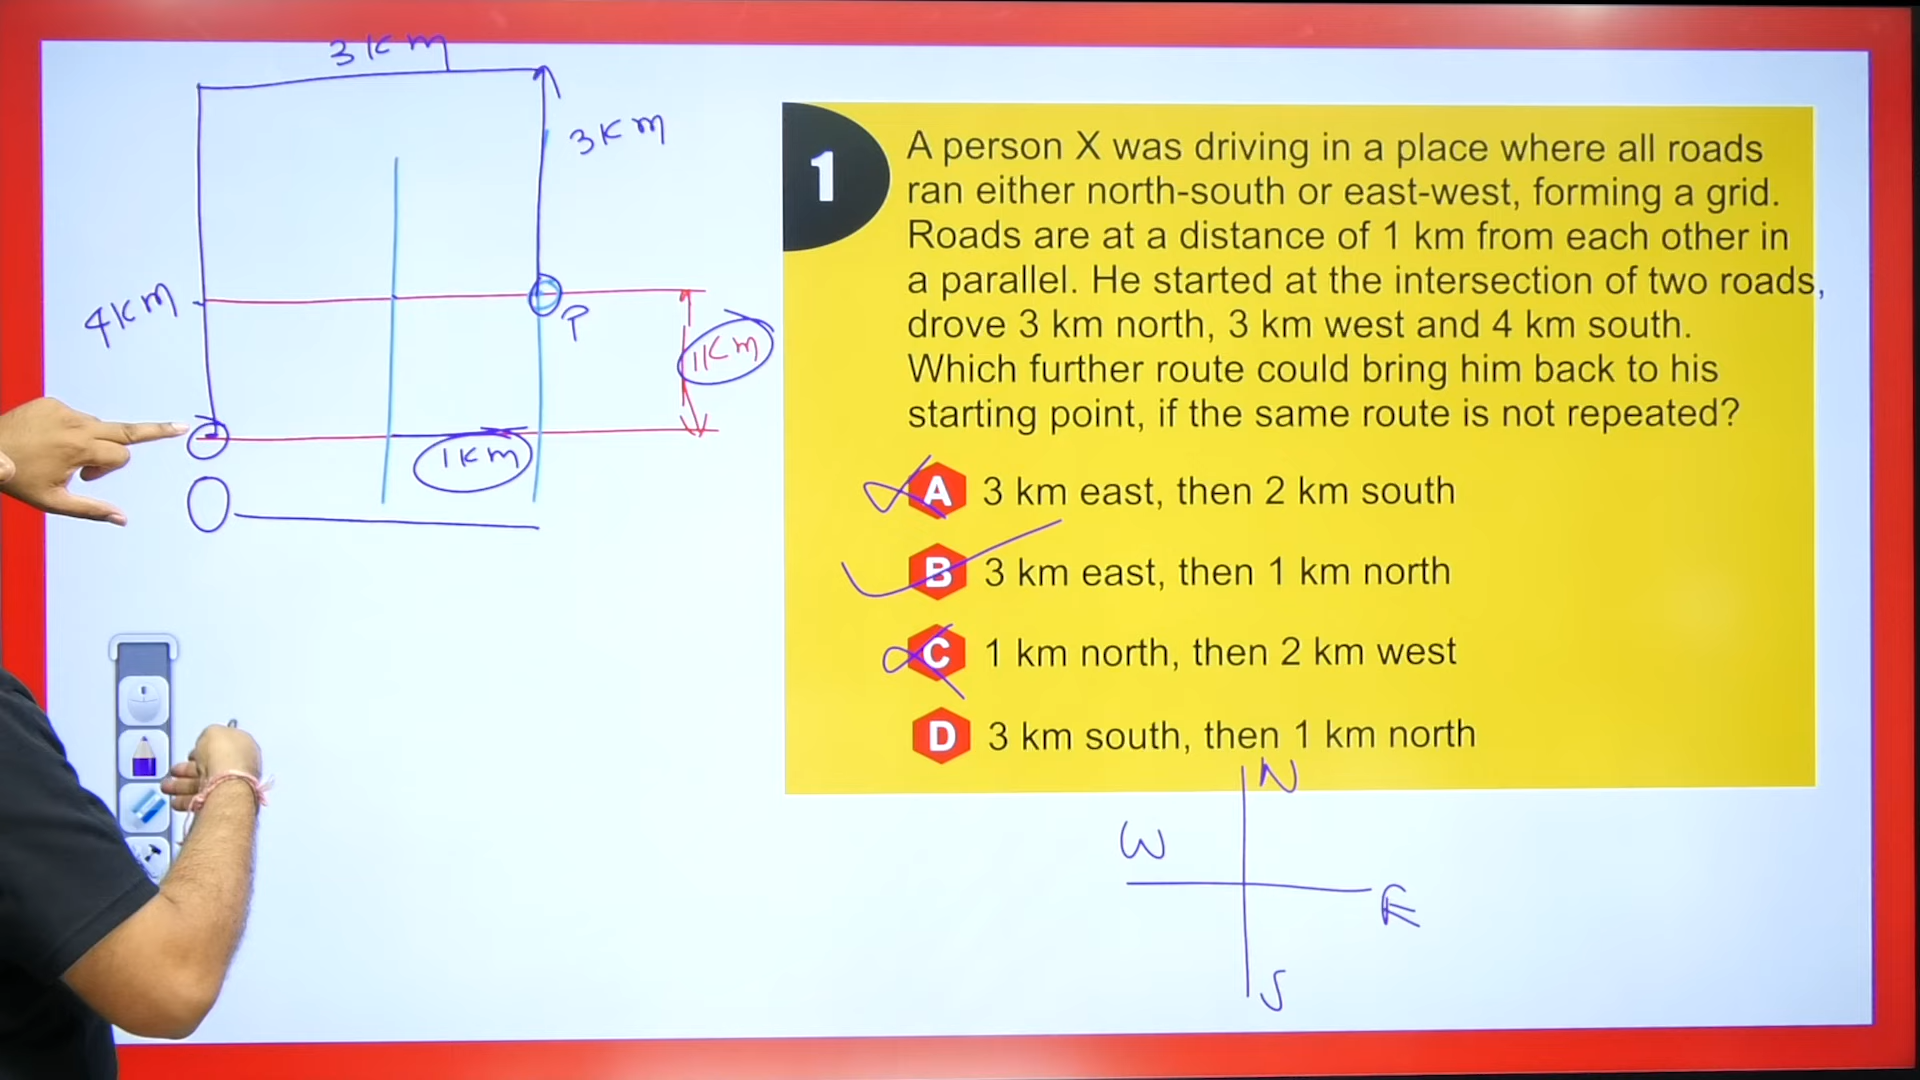 3 Km
3 Km
4 Km
P
1 Km
1 Km
1
A person X was driving in a place where all roads
ran either north-south or east-west, forming a grid.
Roads are at a distance of 1 km from each other in
a parallel. He started at the intersection of two roads,
drove 3 km north, 3 km west and 4 km south.
Which further route could bring him back to his
starting point, if the same route is not repeated?
A 3 km east, then 2 km south
B 3 km east, then 1 km north
C 1 km north, then 2 km west
D 3 km south, then 1 km north
N
W
E
S